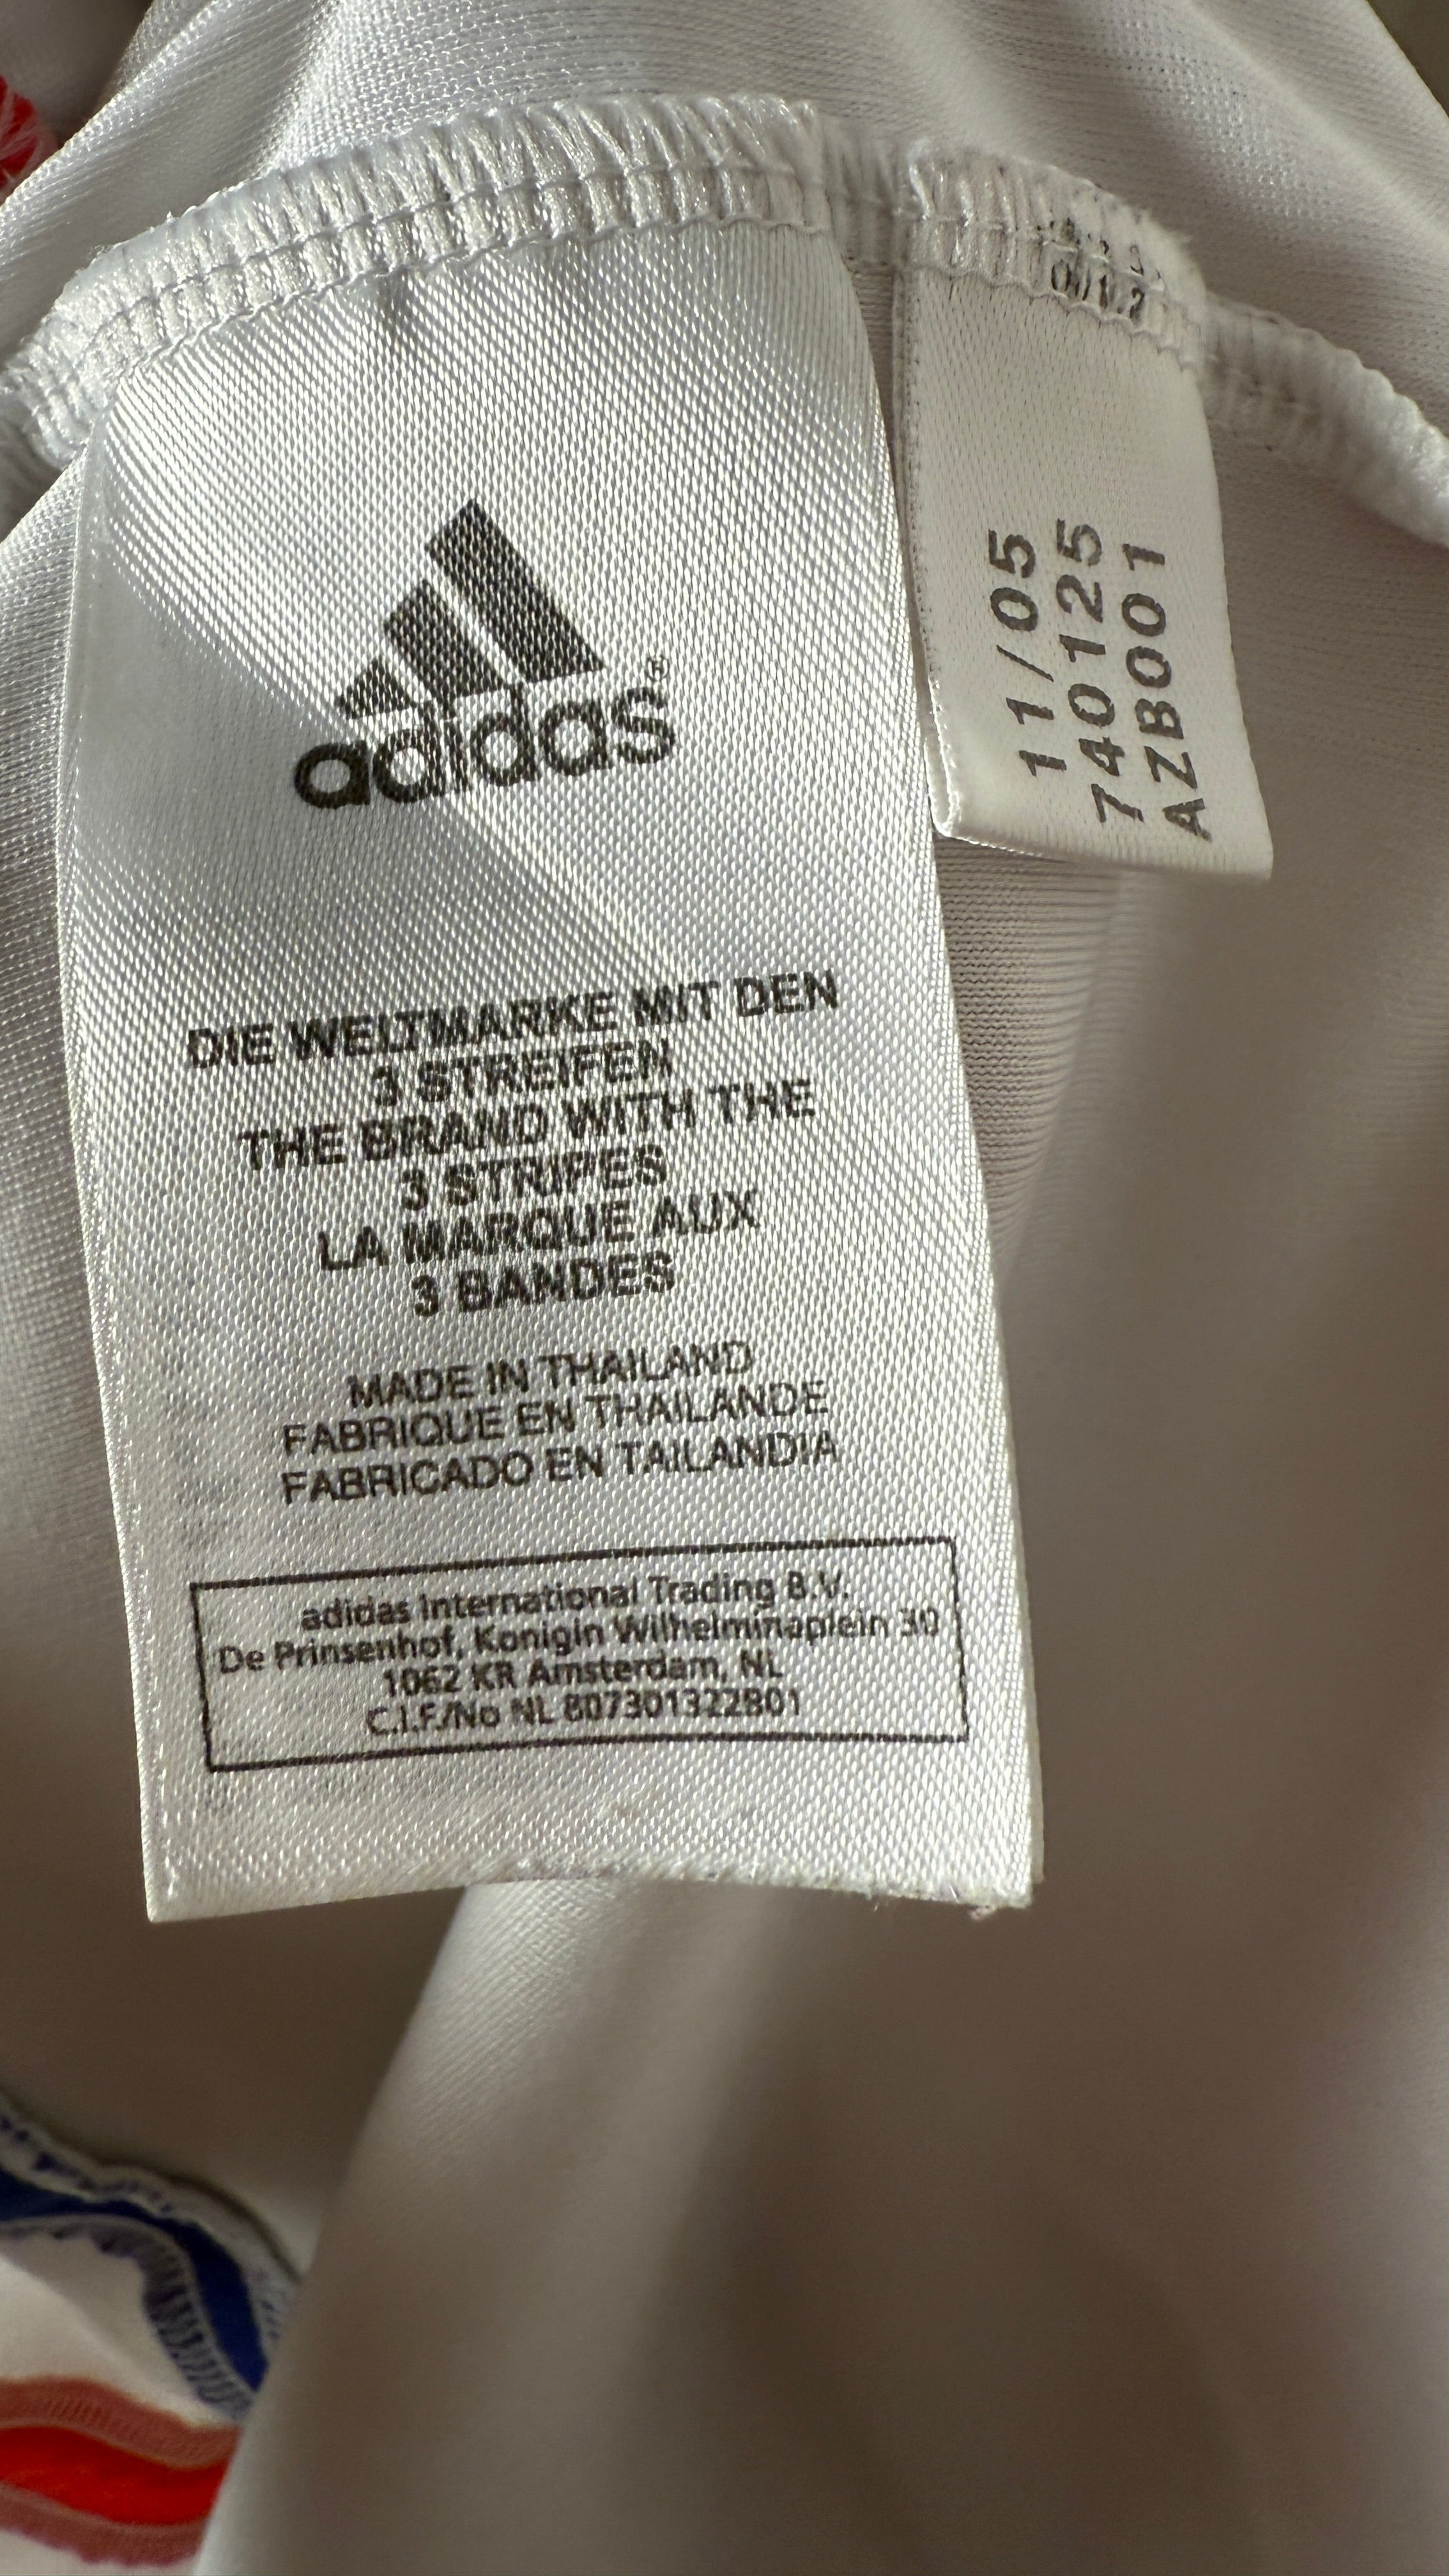 adidas®
DIE WELTMARKE MIT DEN
3 STREIFEN
THE BRAND WITH THE
3 STRIPES
LA MARQUE AUX
3 BANDES
MADE IN THAILAND
FABRIQUE EN THAILANDE
FABRICADO EN TAILANDIA
adidas International Trading B.V.
De Prinsenhof, Konigin Wilhelminaplein 30
1062 KR Amsterdam, NL
C.I.F./No NL 807301322B01
11/05
740125
AZB001